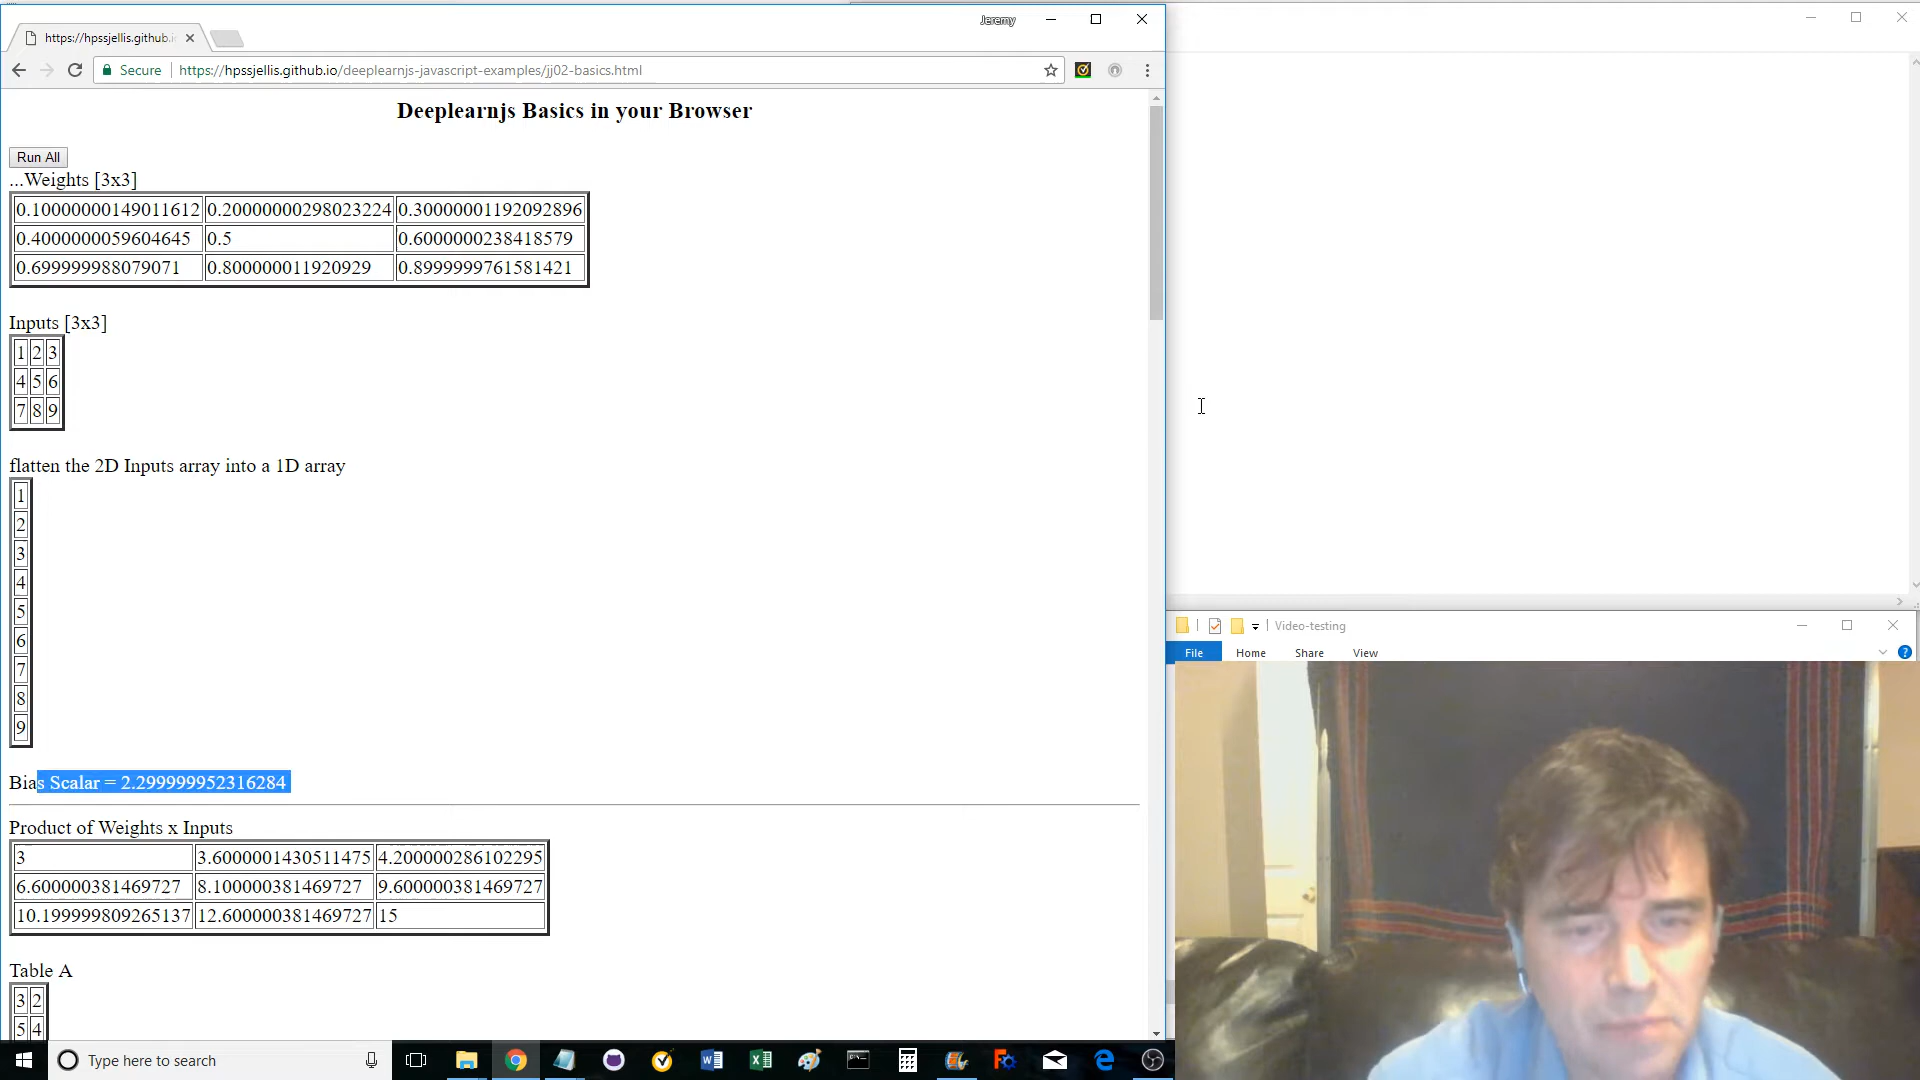 Jeremy
https://hpssjellis.github.i
Secure https://hpssjellis.github.io/deeplearnjs-javascript-examples/jj02-basics.html
Deeplearnjs Basics in your Browser
Run All
...Weights [3x3]
0.10000000149011612 0.20000000298023224 0.30000001192092896
0.4000000059604645 0.5 0.6000000238418579
0.699999988079071 0.800000011920929 0.8999999761581421
Inputs [3x3]
1 2 3
4 5 6
7 8 9
flatten the 2D Inputs array into a 1D array
1
2
3
4
5
6
7
8
9
Bias Scalar = 2.299999952316284
Product of Weights x Inputs
3 3.6000001430511475 4.200000286102295
6.600000381469727 8.100000381469727 9.600000381469727
10.199999809265137 12.600000381469727 15
Table A
3 2
5 4
Video-testing
File Home Share View
Type here to search